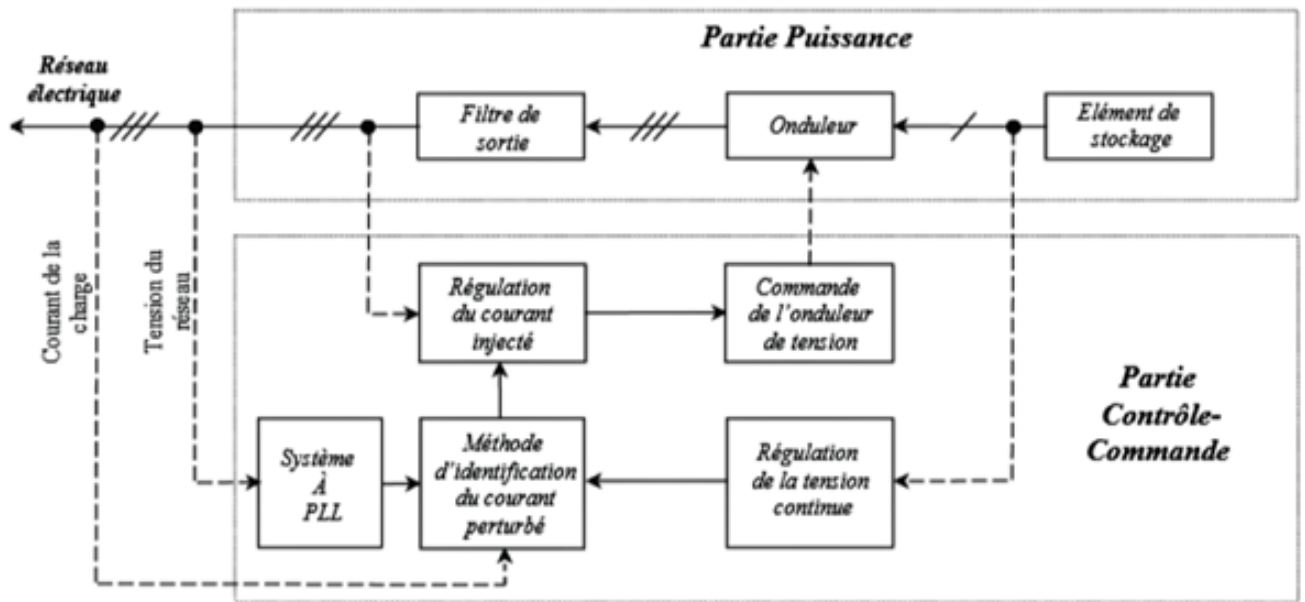 Partie Puissance
Réseau
électrique
Filtre de
sortie
Onduleur
Elément de
stockage
Courant de la
charge
Tension du
réseau
Régulation
du courant
injecté
Commande
de l'onduleur
de tension
Partie
Contrôle-
Commande
Système
À
PLL
Méthode
d'identification
du courant
perturbé
Régulation
de la tension
continue